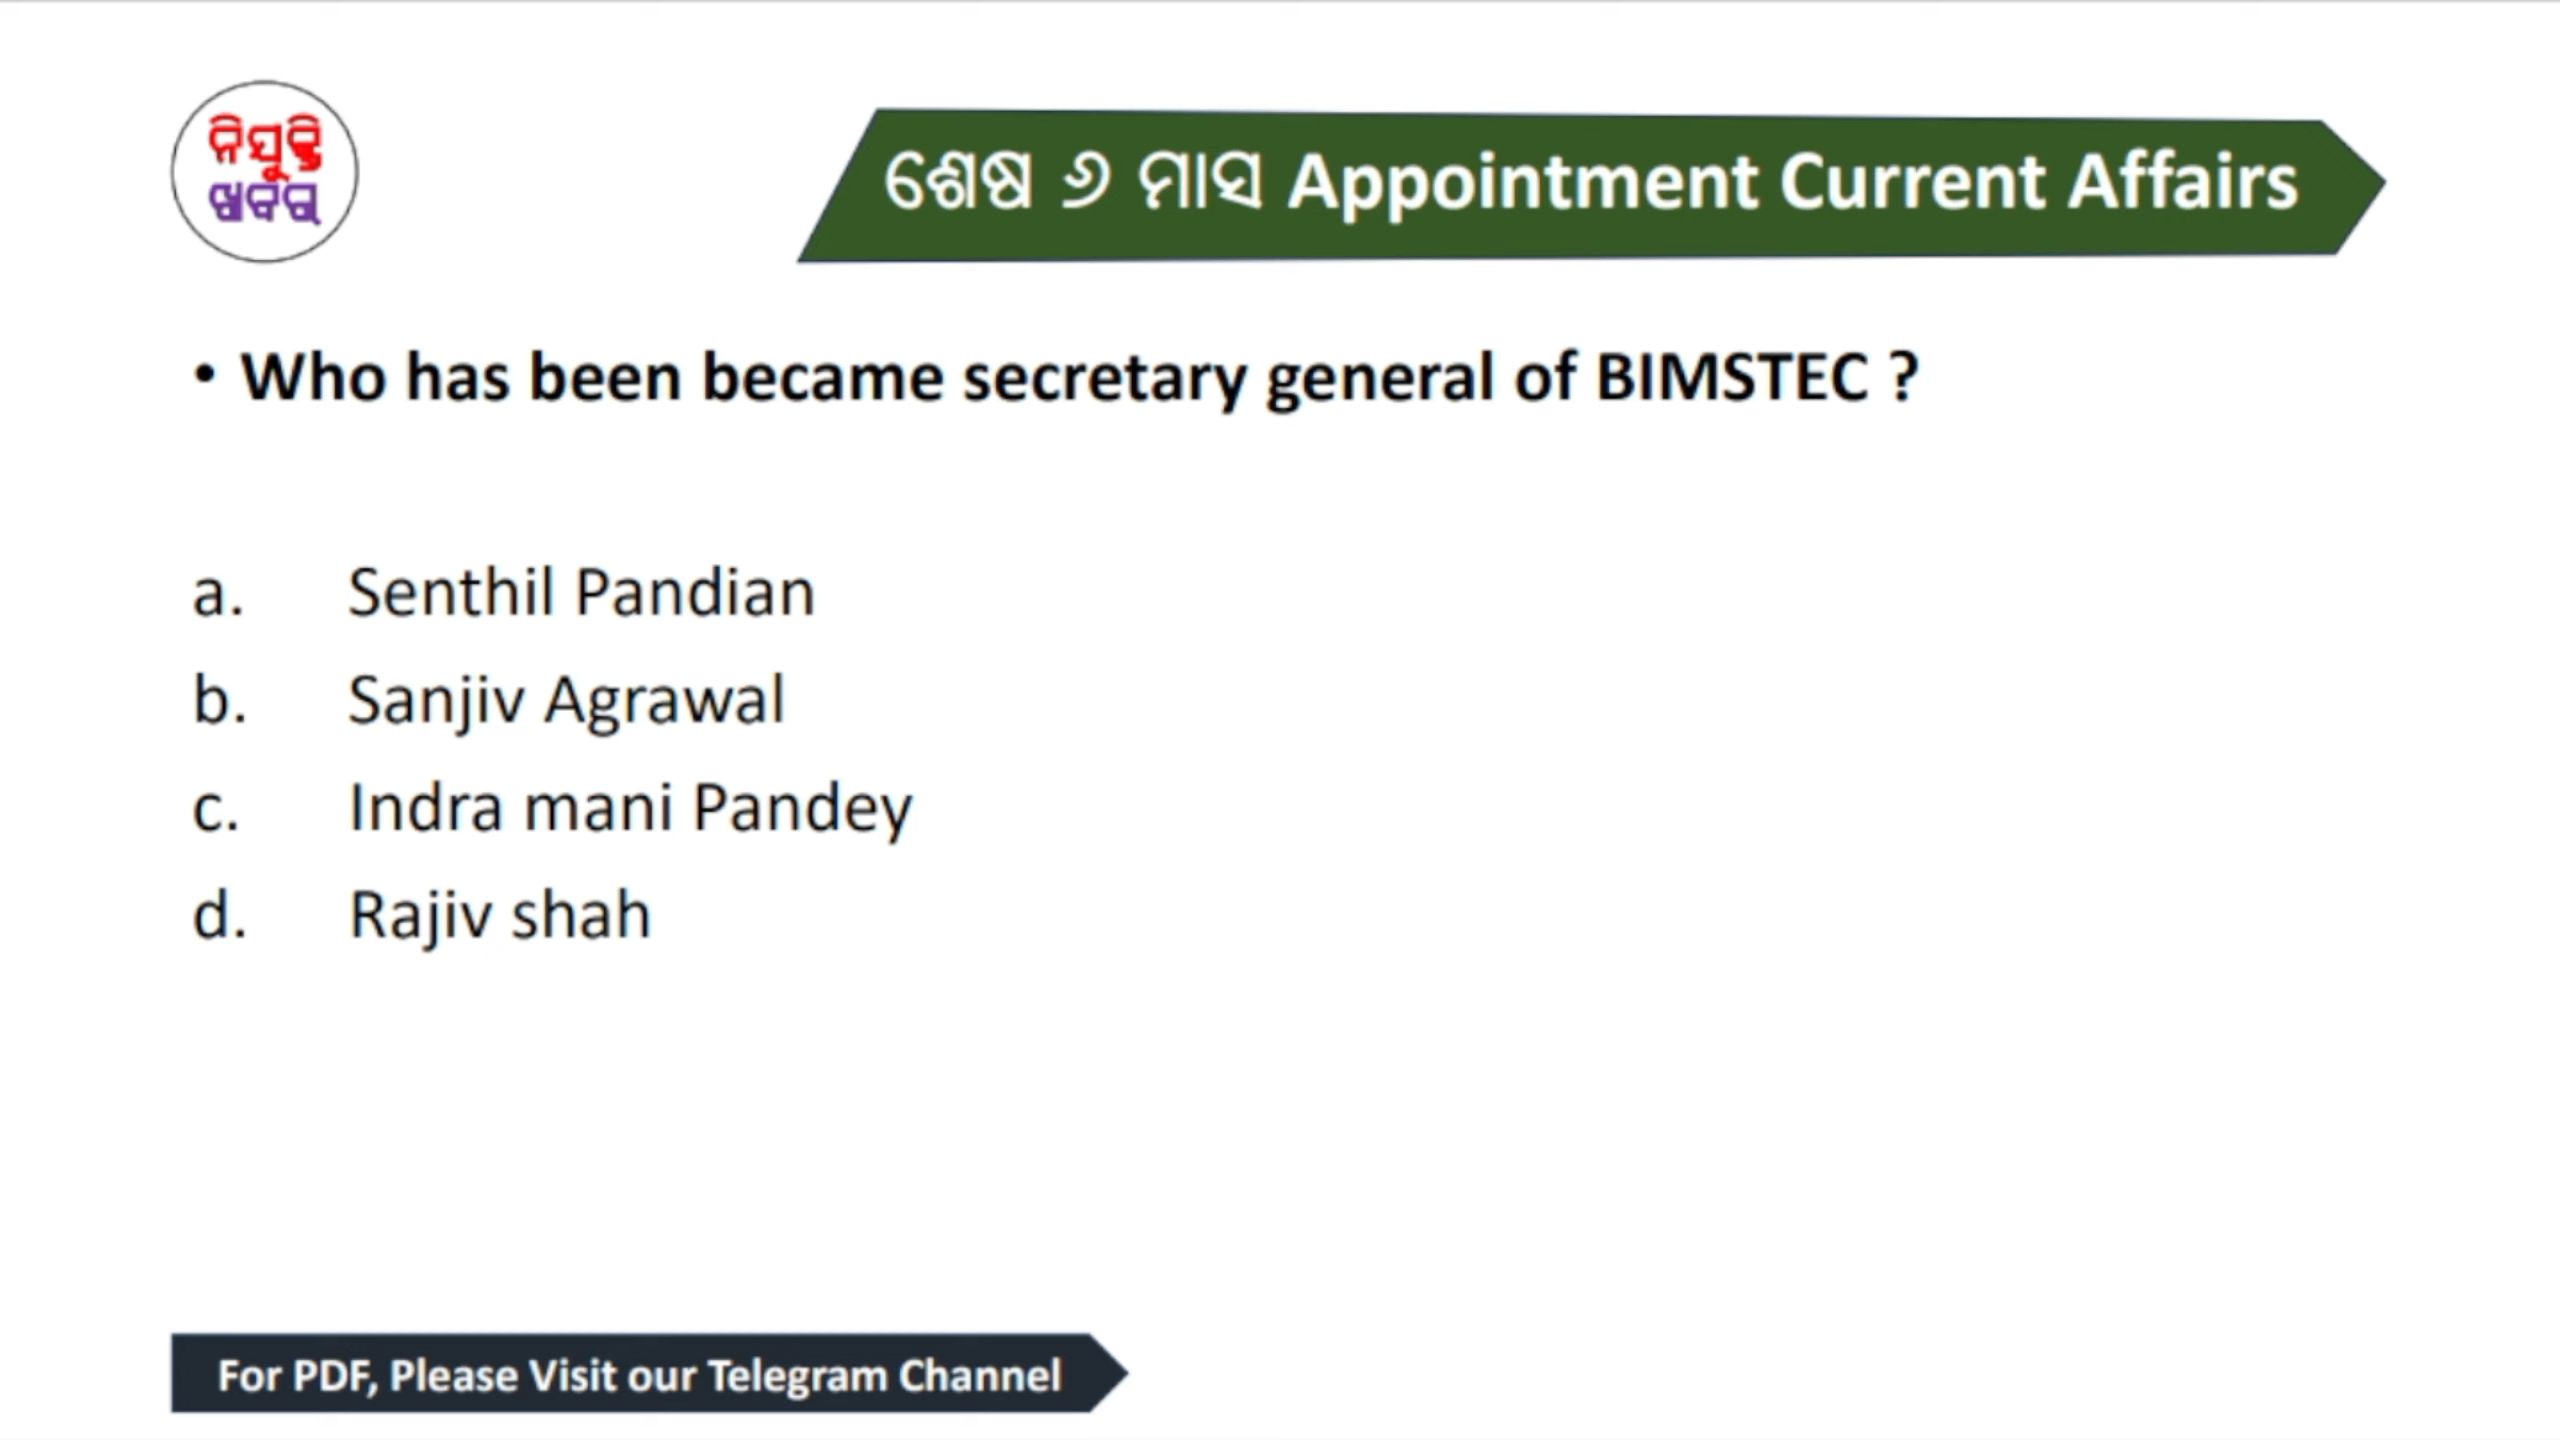 ନିଯୁକ୍ତି
ଖବର
ଶେଷ ୬ ମାସ Appointment Current Affairs
• Who has been became secretary general of BIMSTEC ?
a. Senthil Pandian
b. Sanjiv Agrawal
c. Indra mani Pandey
d. Rajiv shah
For PDF, Please Visit our Telegram Channel